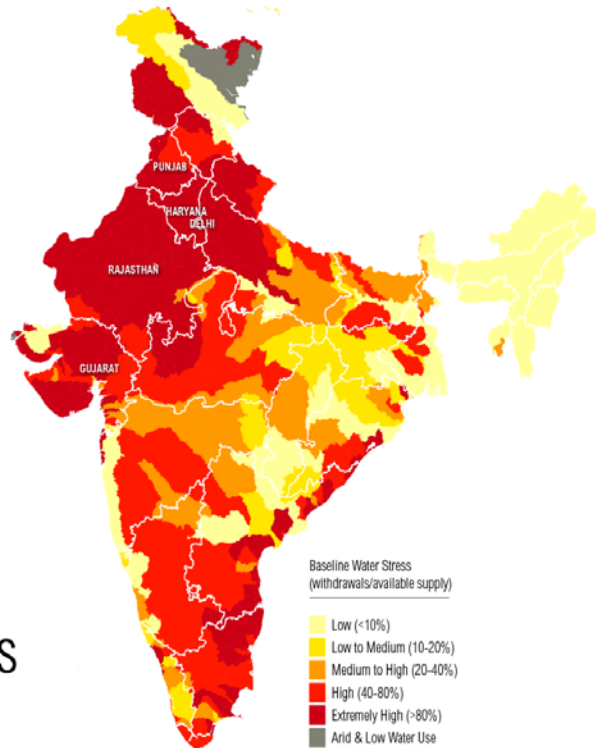 PUNJAB
HARYANA
DELHI
RAJASTHAN
GUJARAT
Baseline Water Stress
(withdrawals/available supply)
Low (<10%)
Low to Medium (10-20%)
Medium to High (20-40%)
High (40-80%)
Extremely High (>80%)
Arid & Low Water Use
S